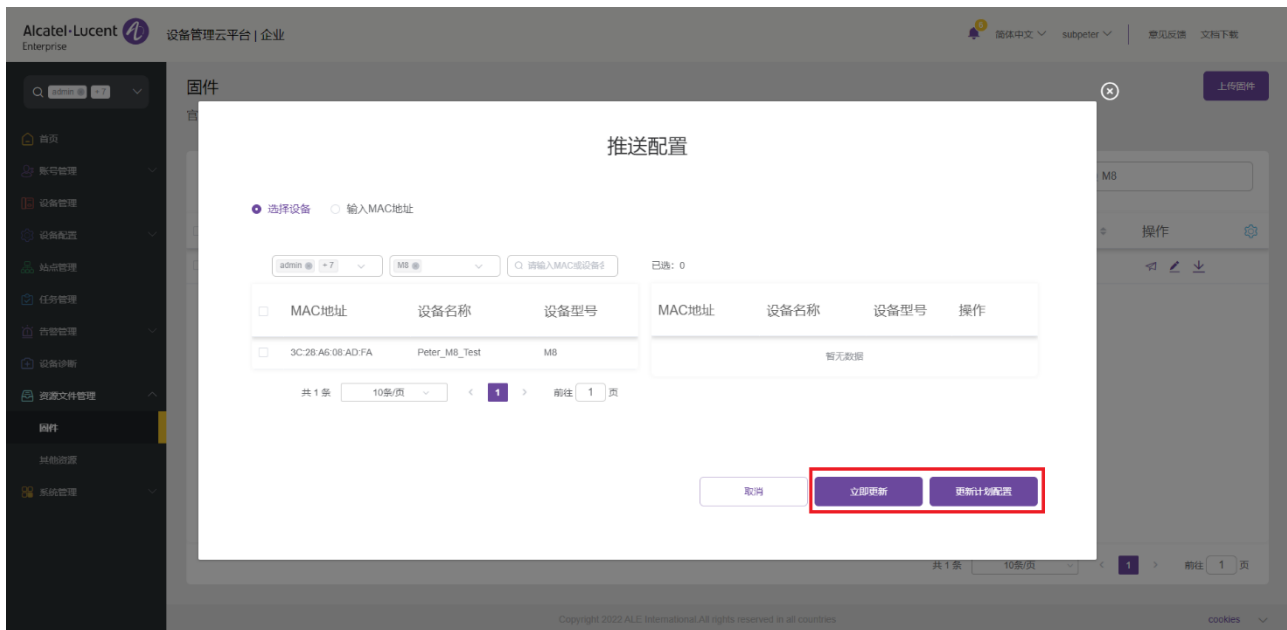 Alcatel·Lucent
Enterprise
设备管理云平台 | 企业
简体中文
subpeter
意见反馈
文档下载
admin
+7
固件
上传固件
首页
账号管理
设备管理
设备配置
站点管理
任务管理
告警管理
设备诊断
资源文件管理
固件
其他资源
系统管理
官
M8
操作
推送配置
选择设备
输入MAC地址
admin
+7
M8
请输入MAC或设备名
已选: 0
MAC地址
设备名称
设备型号
MAC地址
设备名称
设备型号
操作
3C:28:A6:08:AD:FA
Peter_M8_Test
M8
暂无数据
共 1 条
10条/页
1
前往
1
页
取消
立即更新
更新计划配置
共 1 条
10条/页
1
前往
1
页
Copyright 2022 ALE International.All rights reserved in all countries
cookies